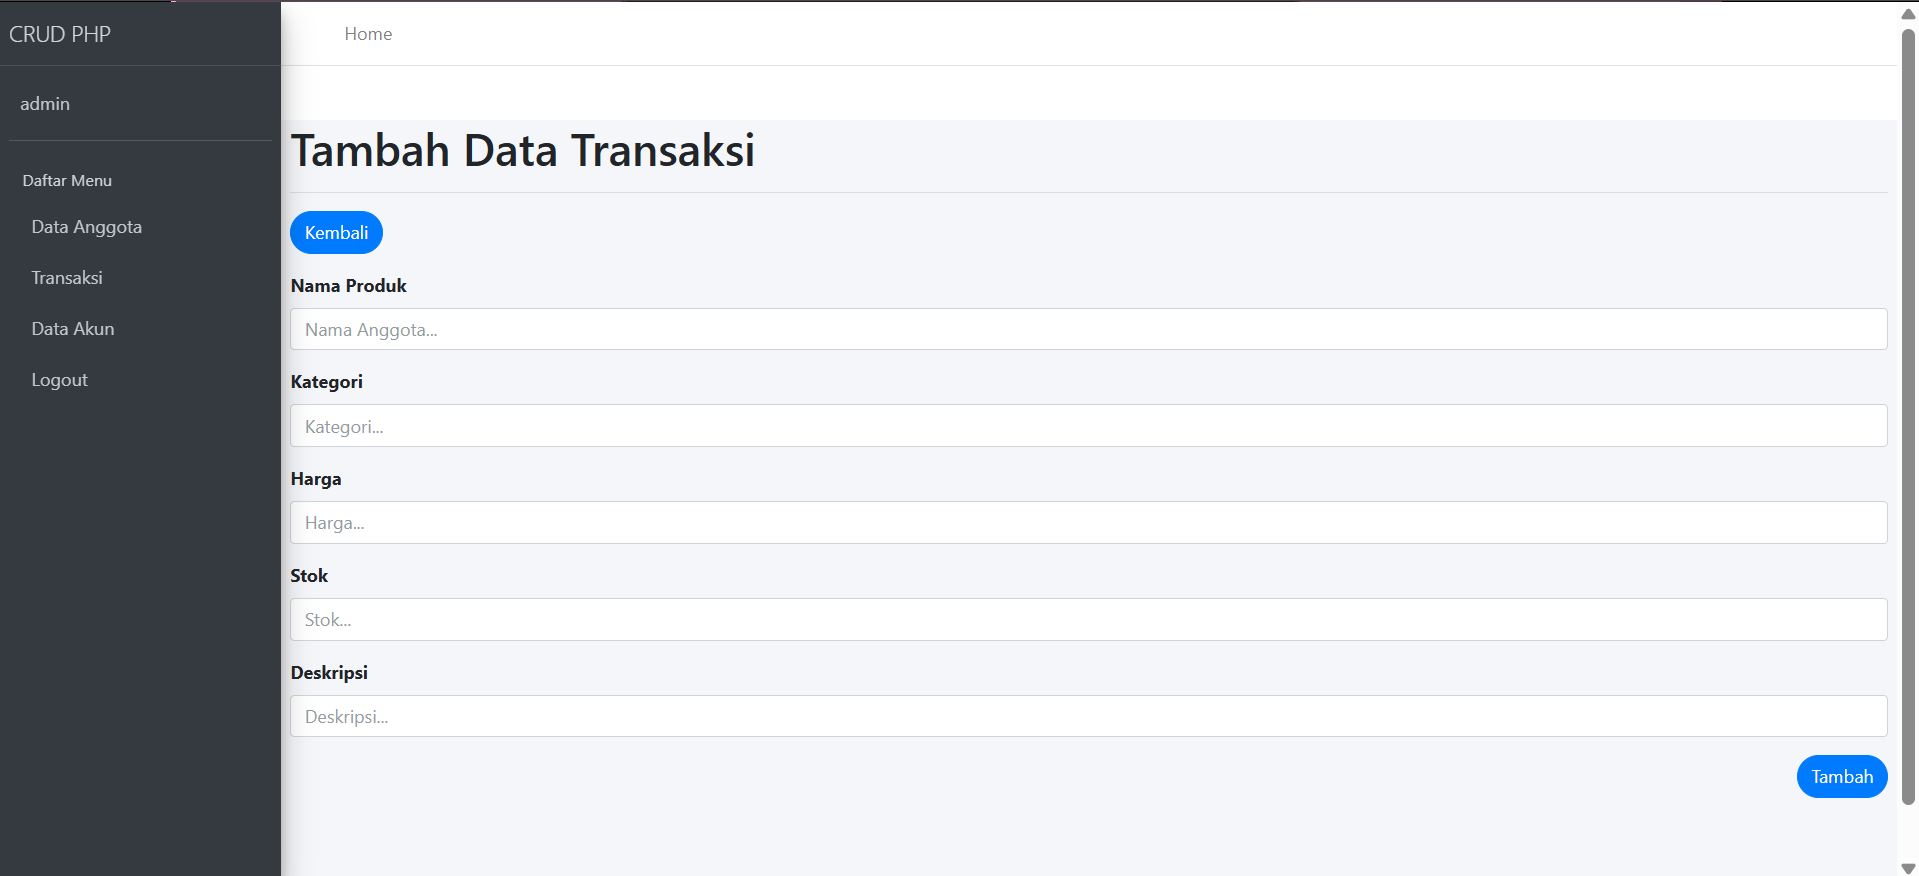 CRUD PHP
Home
admin
Daftar Menu
Data Anggota
Transaksi
Data Akun
Logout
Tambah Data Transaksi
Kembali
Nama Produk
Nama Anggota...
Kategori
Kategori...
Harga
Harga...
Stok
Stok...
Deskripsi
Deskripsi...
Tambah